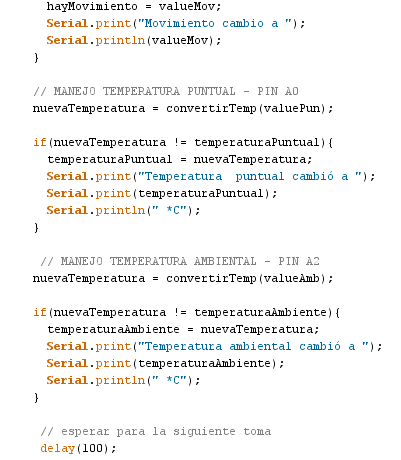 hayMovimiento = valueMov;
Serial.print("Movimiento cambio a ");
Serial.println(valueMov);
}
// MANEJO TEMPERATURA PUNTUAL - PIN A0
nuevaTemperatura = convertirTemp(valuePun);
if(nuevaTemperatura != temperaturaPuntual){
temperaturaPuntual = nuevaTemperatura;
Serial.print("Temperatura  puntual cambió a ");
Serial.print(temperaturaPuntual);
Serial.println(" *C");
}
// MANEJO TEMPERATURA AMBIENTAL - PIN A2
nuevaTemperatura = convertirTemp(valueAmb);
if(nuevaTemperatura != temperaturaAmbiente){
temperaturaAmbiente = nuevaTemperatura;
Serial.print("Temperatura ambiental cambió a ");
Serial.print(temperaturaAmbiente);
Serial.println(" *C");
}
// esperar para la siguiente toma
delay(100);